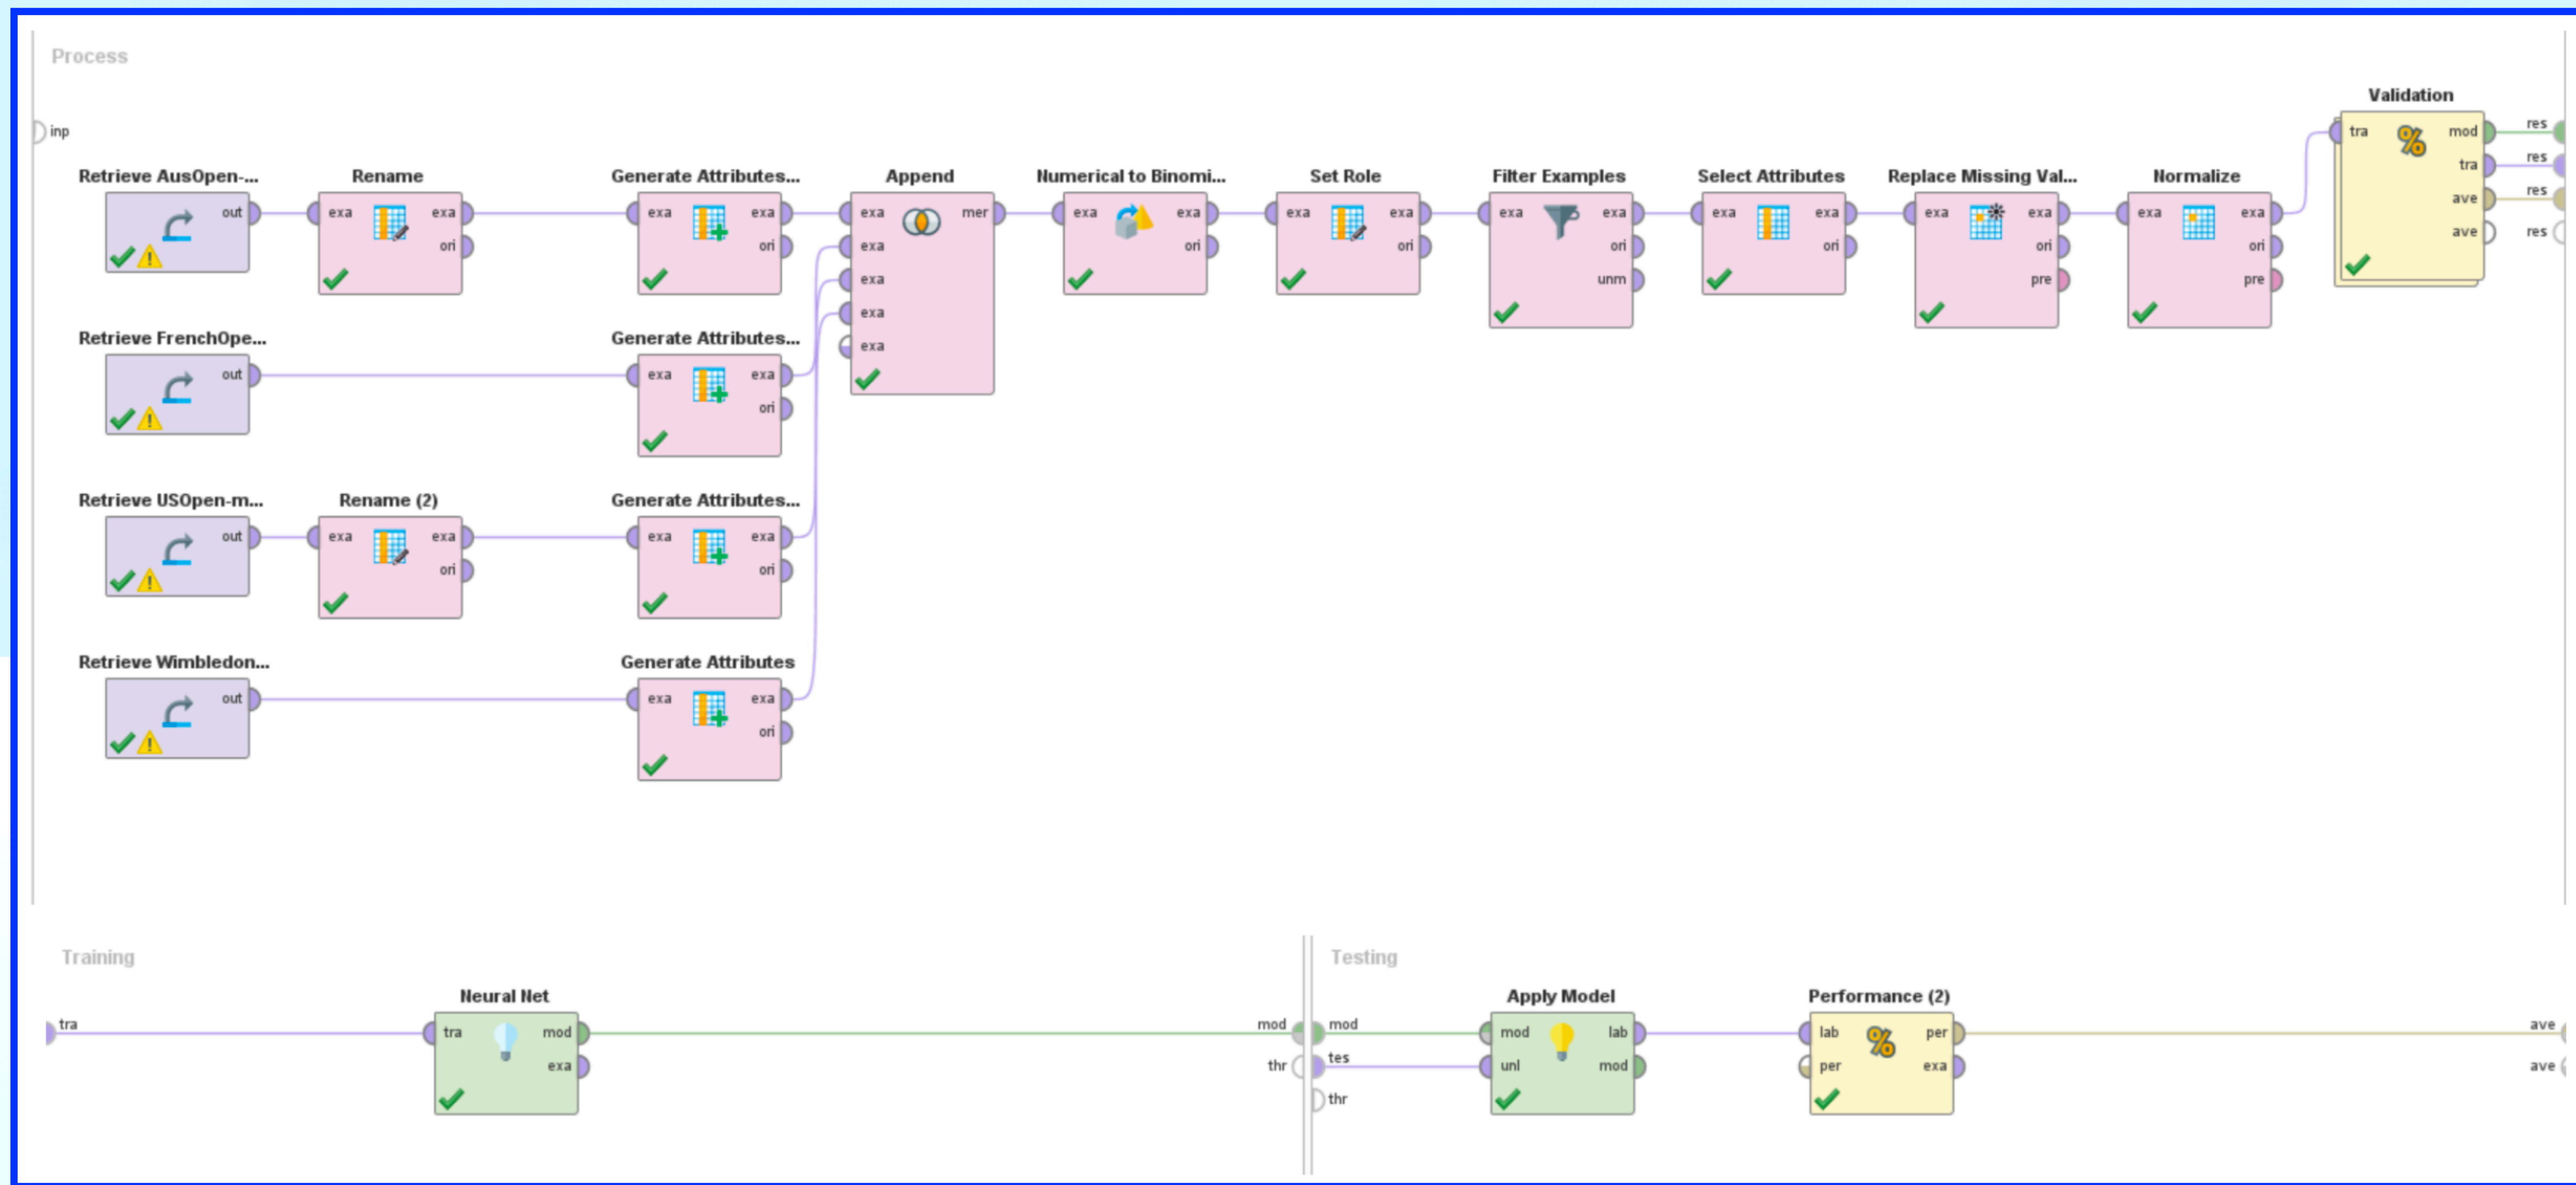 Process
Validation
inp
tra mod res
tra res
ave res
ave res
Retrieve AusOpen-... Rename Generate Attributes... Append Numerical to Binomi... Set Role Filter Examples Select Attributes Replace Missing Val... Normalize
out exa exa exa exa exa mer exa exa exa exa exa exa exa exa exa exa exa exa
ori ori exa ori ori ori ori ori ori
exa unm pre pre
exa
exa
Retrieve FrenchOpe... Generate Attributes...
out exa exa
ori
Retrieve USOpen-m... Rename (2) Generate Attributes...
out exa exa exa exa
ori ori
Retrieve Wimbledon... Generate Attributes
out exa exa
ori
Training Testing
Neural Net Apply Model Performance (2)
tra tra mod mod mod mod lab lab per ave
exa thr tes unl mod per exa ave
thr